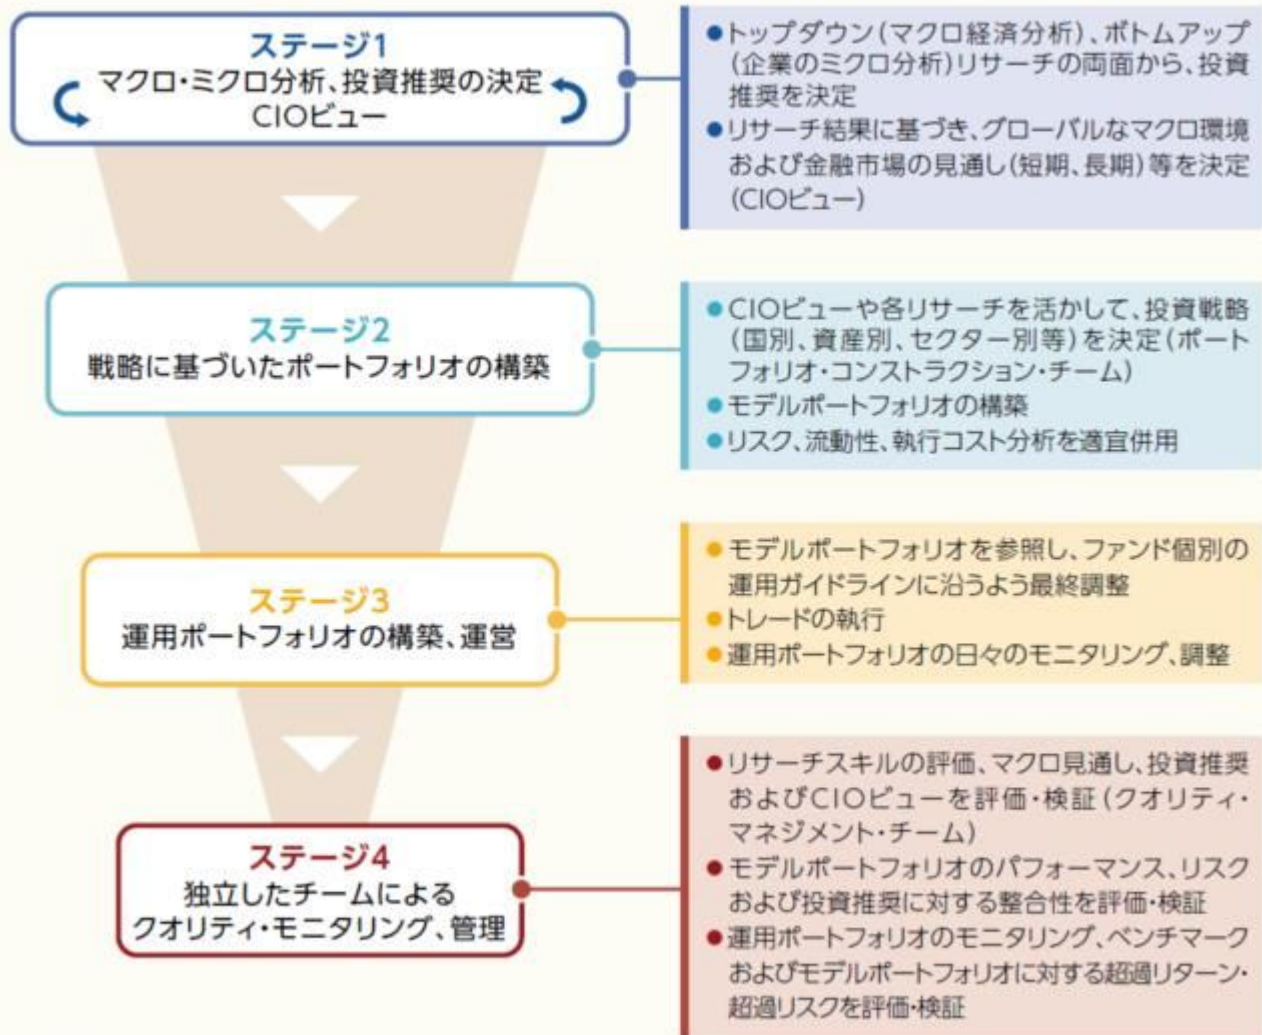 ステージ1
マクロ・ミクロ分析、投資推奨の決定
CIOビュー
●トップダウン(マクロ経済分析)、ボトムアップ
(企業のミクロ分析)リサーチの両面から、投資
推奨を決定
●リサーチ結果に基づき、グローバルなマクロ環境
および金融市場の見通し(短期、長期)等を決定
(CIOビュー)
ステージ2
戦略に基づいたポートフォリオの構築
●CIOビューや各リサーチを活かして、投資戦略
(国別、資産別、セクター別等)を決定(ポート
フォリオ・コンストラクション・チーム)
●モデルポートフォリオの構築
●リスク、流動性、執行コスト分析を適宜併用
ステージ3
運用ポートフォリオの構築、運営
●モデルポートフォリオを参照し、ファンド個別の
運用ガイドラインに沿うよう最終調整
●トレードの執行
●運用ポートフォリオの日々のモニタリング、調整
ステージ4
独立したチームによる
クオリティ・モニタリング、管理
●リサーチスキルの評価、マクロ見通し、投資推奨
およびCIOビューを評価・検証(クオリティ・
マネジメント・チーム)
●モデルポートフォリオのパフォーマンス、リスク
および投資推奨に対する整合性を評価・検証
●運用ポートフォリオのモニタリング、ベンチマーク
およびモデルポートフォリオに対する超過リターン・
超過リスクを評価・検証